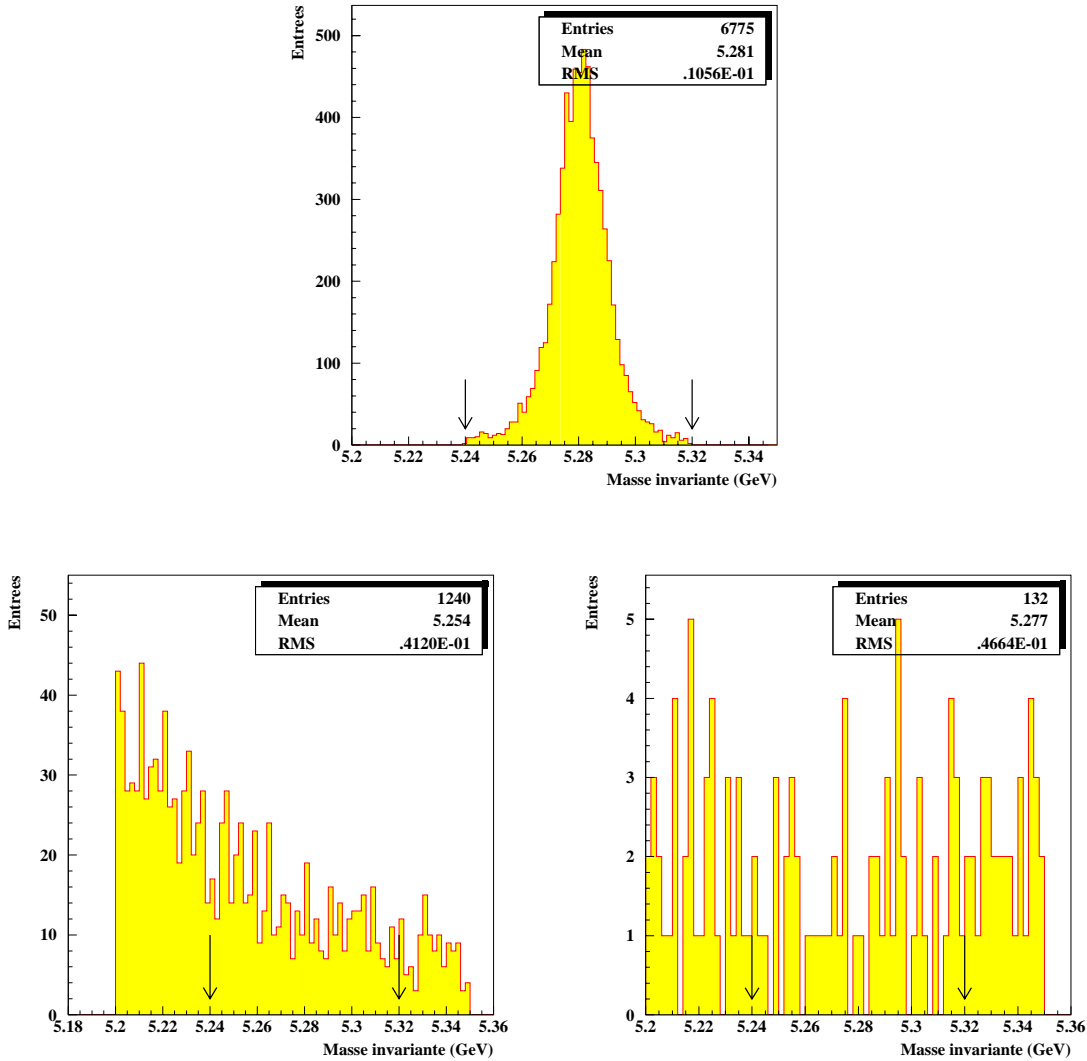 Entrees
Entries 6775
Mean 5.281
RMS .1056E-01
500
400
300
200
100
0
5.2 5.22 5.24 5.26 5.28 5.3 5.32 5.34
Masse invariante (GeV)
Entrees
Entries 1240
Mean 5.254
RMS .4120E-01
50
40
30
20
10
0
5.18 5.2 5.22 5.24 5.26 5.28 5.3 5.32 5.34 5.36
Masse invariante (GeV)
Entrees
Entries 132
Mean 5.277
RMS .4664E-01
5
4
3
2
1
0
5.2 5.22 5.24 5.26 5.28 5.3 5.32 5.34 5.36
Masse invariante (GeV)